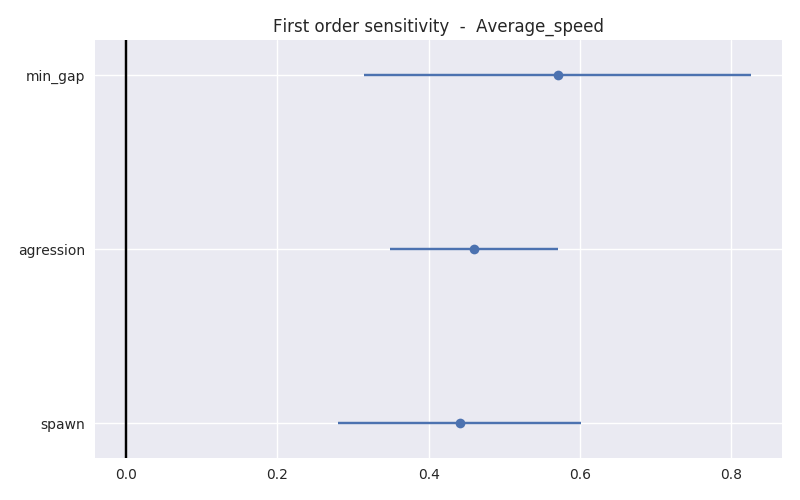 First order sensitivity - Average_speed
min_gap
agression
spawn
0.0 0.2 0.4 0.6 0.8